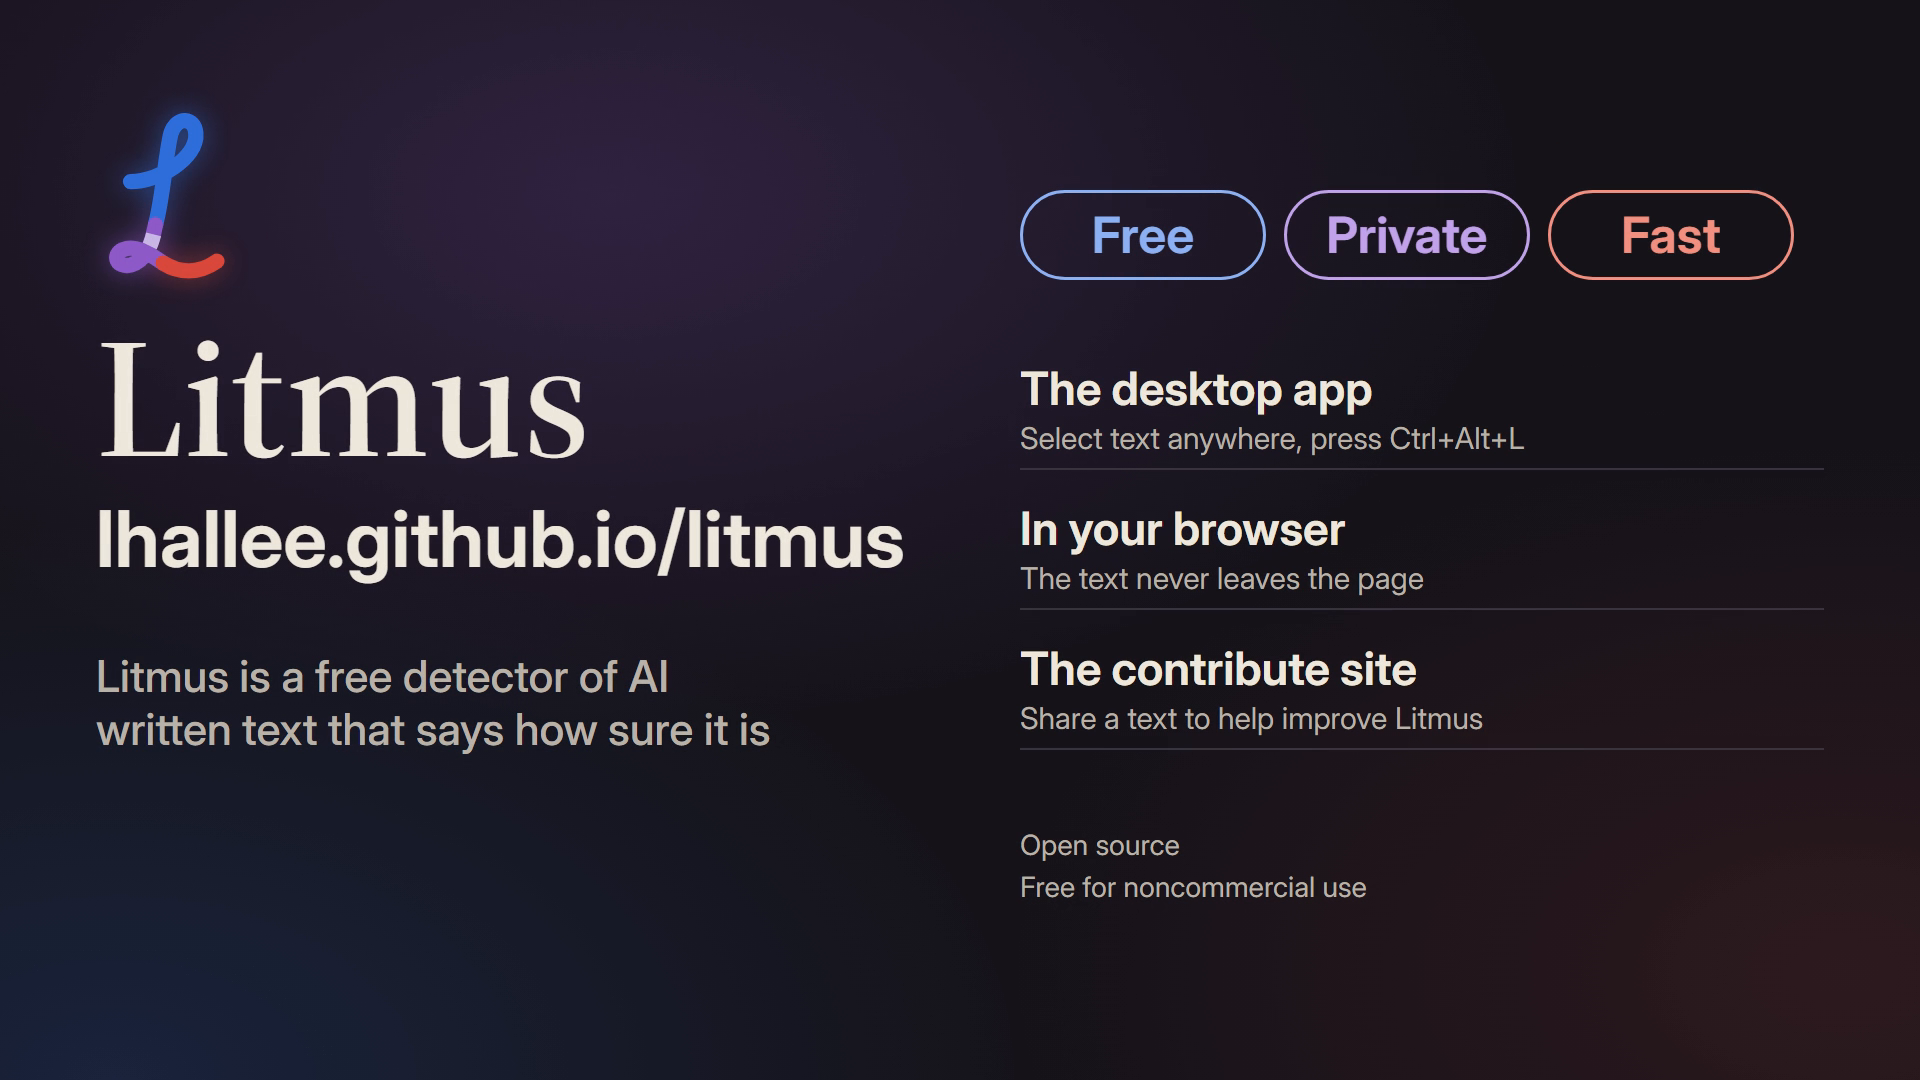 Litmus
lhallee.github.io/litmus
Litmus is a free detector of AI
written text that says how sure it is
Free
Private
Fast
The desktop app
Select text anywhere, press Ctrl+Alt+L
In your browser
The text never leaves the page
The contribute site
Share a text to help improve Litmus
Open source
Free for noncommercial use